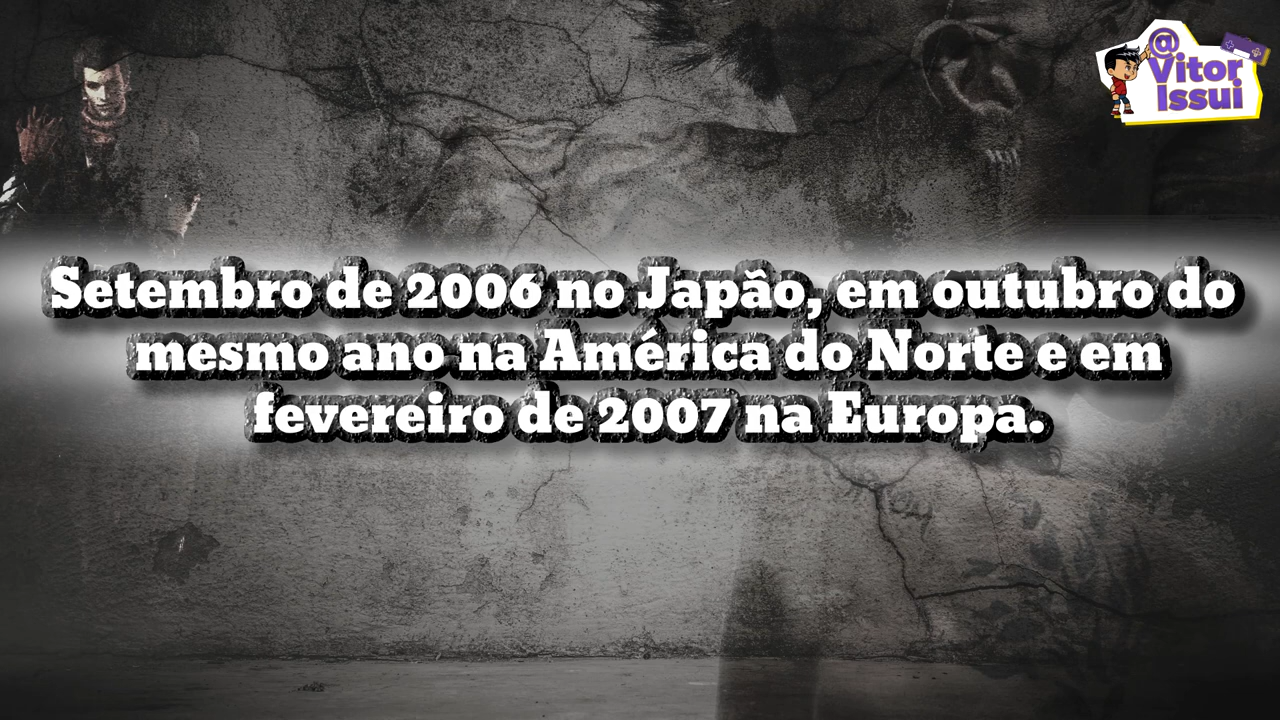 @
Vitor
Issui
Setembro de 2006 no Japão, em outubro do
mesmo ano na América do Norte e em
fevereiro de 2007 na Europa.